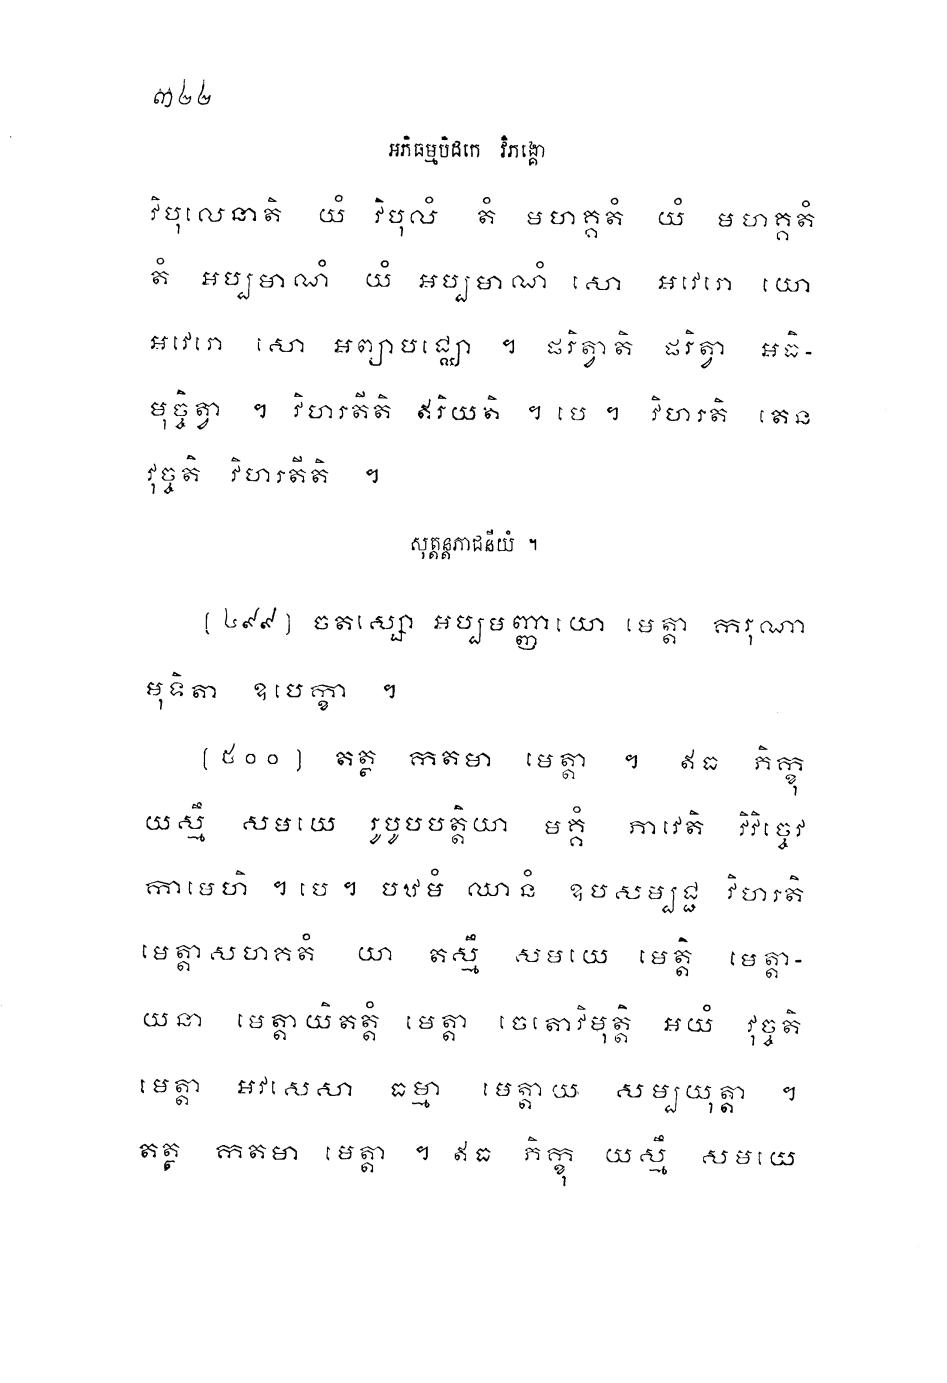 ៣៤៤
អភិធម្មបិដកេ វិភង្គោ
វិបុលេនាតិ យំ វិបុលំ តំ មហគ្គតំ យំ មហគ្គតំ
តំ អប្បមាណំ យំ អប្បមាណំ សោ អវេរោ យោ
អវេរោ សោ អព្យាបជ្ឈោ ។ ផរិត្វាតិ ផរិត្វា អធិ-
មុច្ចិត្វា ។ វិហរតីតិ ឥរិយតិ ។ បេ ។ វិហរតិ តេន
វុច្ចតិ វិហរតីតិ ។
សុត្តន្តភាជនីយំ ។
[៤៩៩] ចតស្សោ អប្បមញ្ញាយោ មេត្តា ករុណា
មុទិតា ឧបេក្ខា ។
[៥០០] តត្ថ កតមា មេត្តា ។ ឥធ ភិក្ខុ
យស្មឹ សមយេ រូបូបបត្តិយា មគ្គំ ភាវេតិ វិវិច្ចេវ
កាមេហិ ។ បេ ។ បឋមំ ឈានំ ឧបសម្បជ្ជ វិហរតិ
មេត្តាសហគតំ យា តស្មឹ សមយេ មេត្តិ មេត្តា-
យនា មេត្តាយិតត្តំ មេត្តា ចេតោវិមុត្តិ អយំ វុច្ចតិ
មេត្តា អវសេសា ធម្មា មេត្តាយ សម្បយុត្តា ។
តត្ថ កតមា មេត្តា ។ ឥធ ភិក្ខុ យស្មឹ សមយេ